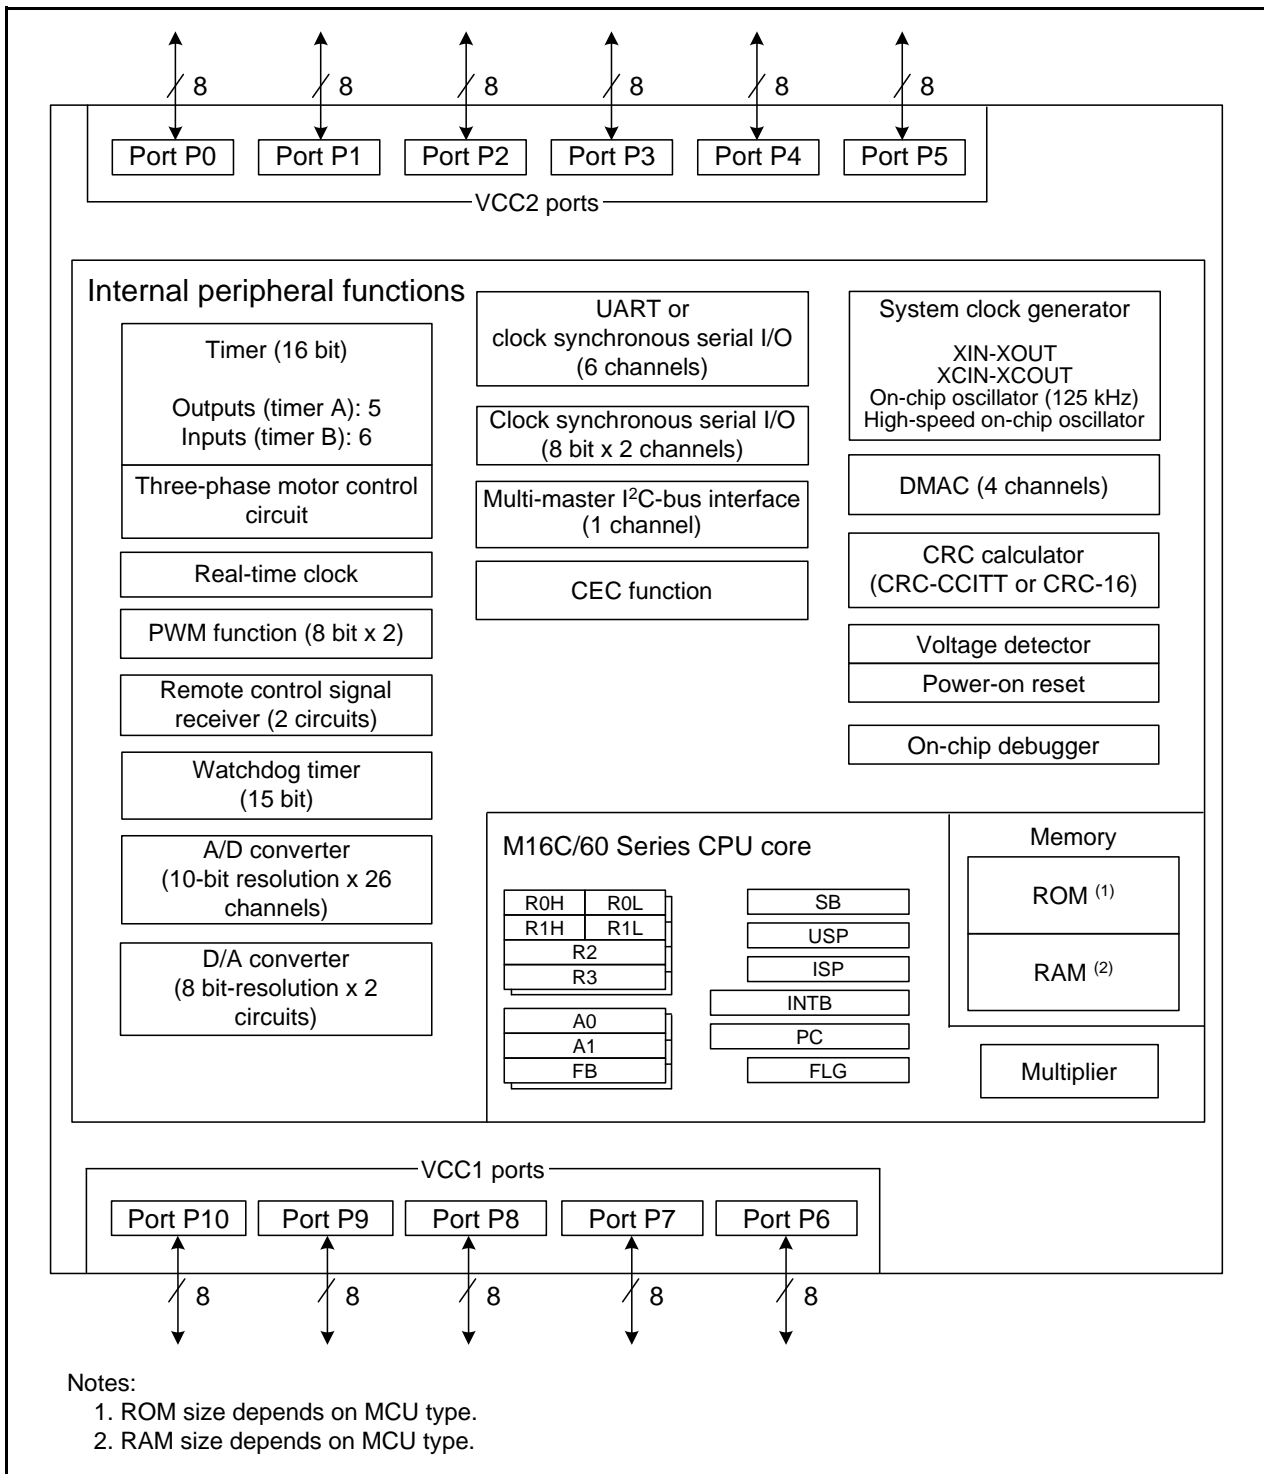 8 8 8 8 8 8
Port P0 Port P1 Port P2 Port P3 Port P4 Port P5
VCC2 ports
Internal peripheral functions
Timer (16 bit)
Outputs (timer A): 5
Inputs (timer B): 6
Three-phase motor control
circuit
Real-time clock
PWM function (8 bit x 2)
Remote control signal
receiver (2 circuits)
Watchdog timer
(15 bit)
A/D converter
(10-bit resolution x 26
channels)
D/A converter
(8 bit-resolution x 2
circuits)
UART or
clock synchronous serial I/O
(6 channels)
Clock synchronous serial I/O
(8 bit x 2 channels)
Multi-master I²C-bus interface
(1 channel)
CEC function
System clock generator
XIN-XOUT
XCIN-XCOUT
On-chip oscillator (125 kHz)
High-speed on-chip oscillator
DMAC (4 channels)
CRC calculator
(CRC-CCITT or CRC-16)
Voltage detector
Power-on reset
On-chip debugger
M16C/60 Series CPU core
R0H R0L
R1H R1L
R2
R3
A0
A1
FB
SB
USP
ISP
INTB
PC
FLG
Memory
ROM (1)
RAM (2)
Multiplier
VCC1 ports
Port P10 Port P9 Port P8 Port P7 Port P6
8 8 8 8 8
Notes:
1. ROM size depends on MCU type.
2. RAM size depends on MCU type.